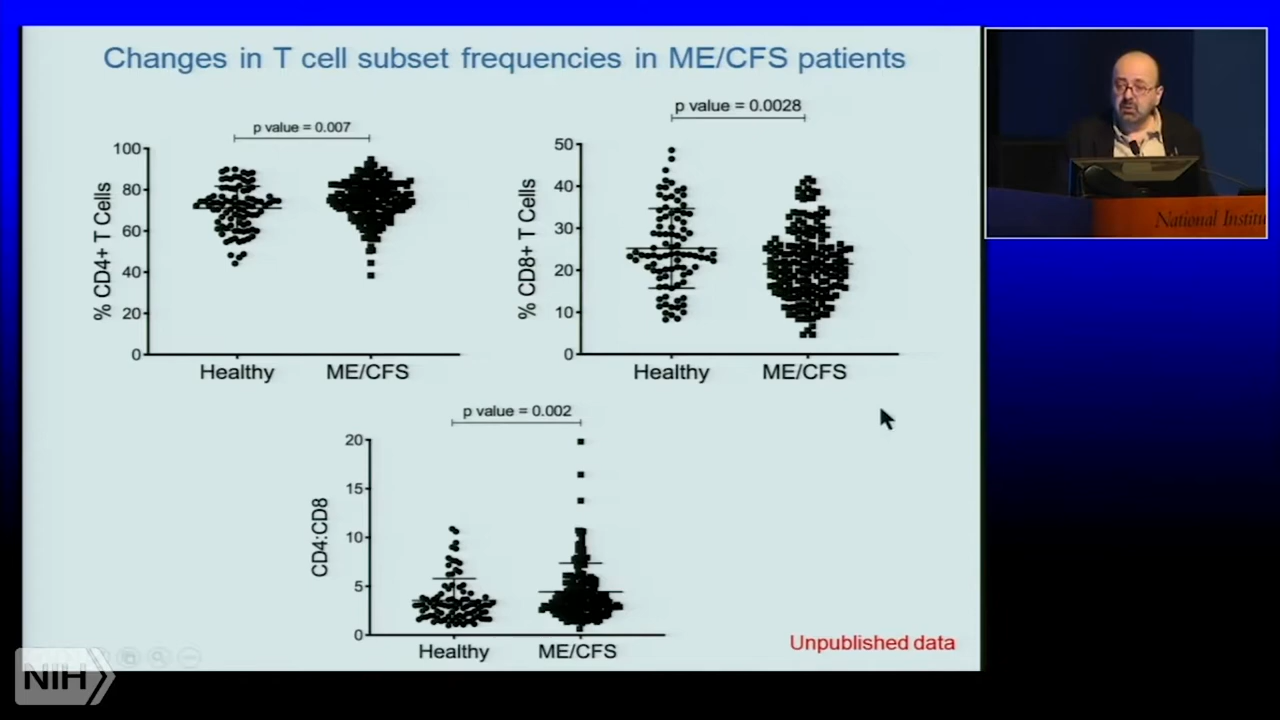 Changes in T cell subset frequencies in ME/CFS patients
p value = 0.007
% CD4+ T Cells
100
80
60
40
20
0
Healthy
ME/CFS
p value = 0.0028
% CD8+ T Cells
50
40
30
20
10
0
Healthy
ME/CFS
p value = 0.002
CD4:CD8
20
15
10
5
0
Healthy
ME/CFS
Unpublished data
National
NIH